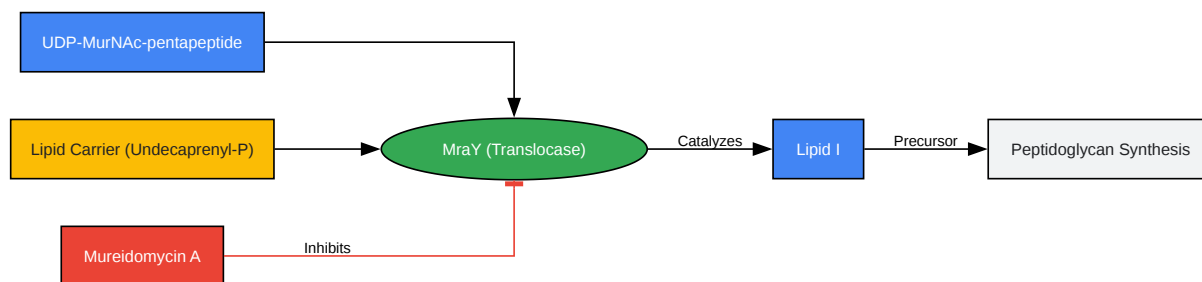 UDP-MurNAc-pentapeptide
Lipid Carrier (Undecaprenyl-P)
MraY (Translocase)
Catalyzes
Lipid I
Precursor
Peptidoglycan Synthesis
Mureidomycin A
Inhibits